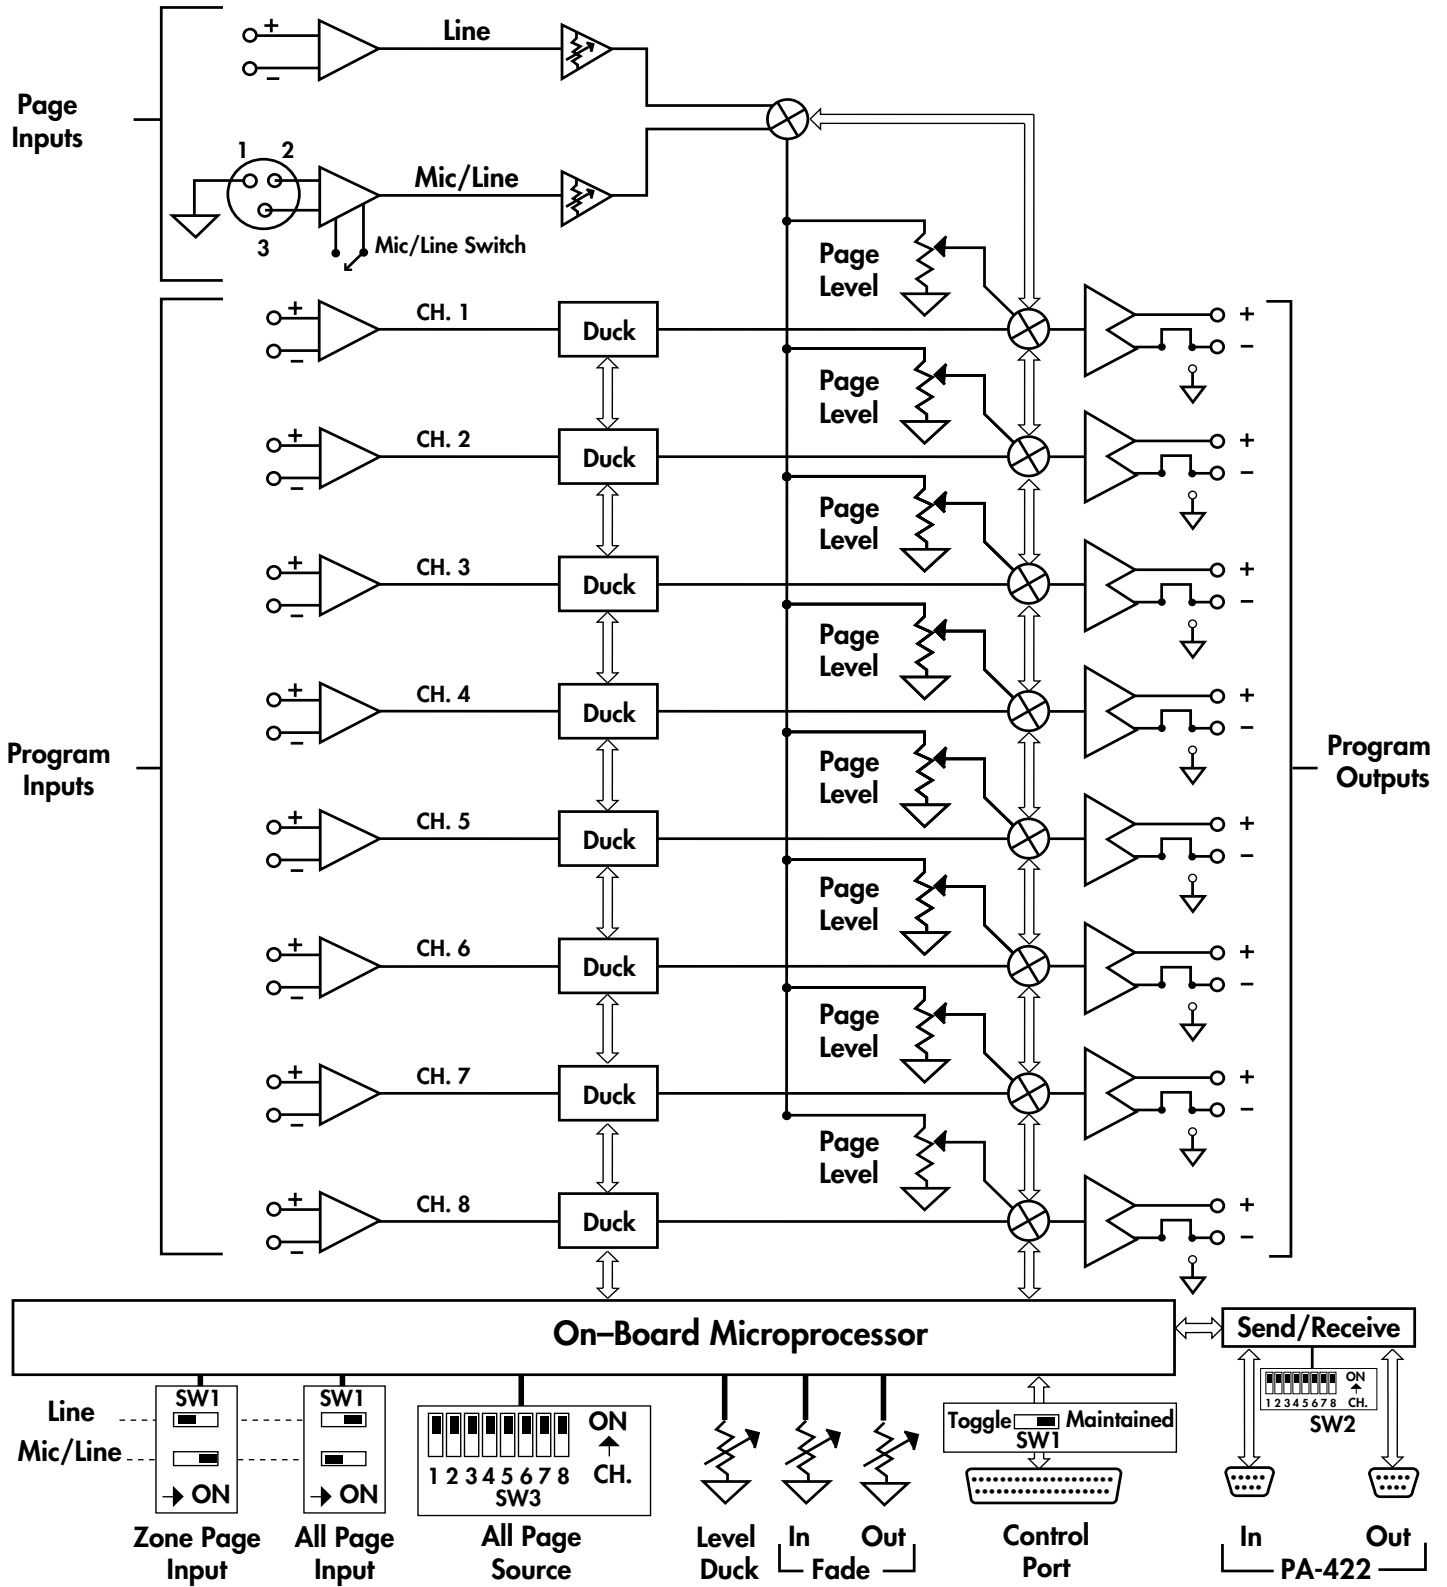 +
Line
−
Page
Inputs
1 2
Mic/Line
3
Mic/Line Switch
Page
Level
+
CH. 1
−
Duck
+
−
Page
Level
+
CH. 2
−
Duck
+
−
Page
Level
+
CH. 3
−
Duck
+
−
Page
Level
+
CH. 4
−
Duck
+
−
Program
Inputs
Program
Outputs
Page
Level
+
CH. 5
−
Duck
+
−
Page
Level
+
CH. 6
−
Duck
+
−
Page
Level
+
CH. 7
−
Duck
+
−
Page
Level
+
CH. 8
−
Duck
+
−
On–Board Microprocessor
Send/Receive
SW1
Line
Mic/Line
→ ON
Zone Page
Input
SW1
→ ON
All Page
Input
ON
↑
1 2 3 4 5 6 7 8 CH.
SW3
All Page
Source
Level
Duck
In Out
Fade
Toggle Maintained
SW1
Control
Port
ON
↑
1 2 3 4 5 6 7 8 CH.
SW2
In Out
PA-422